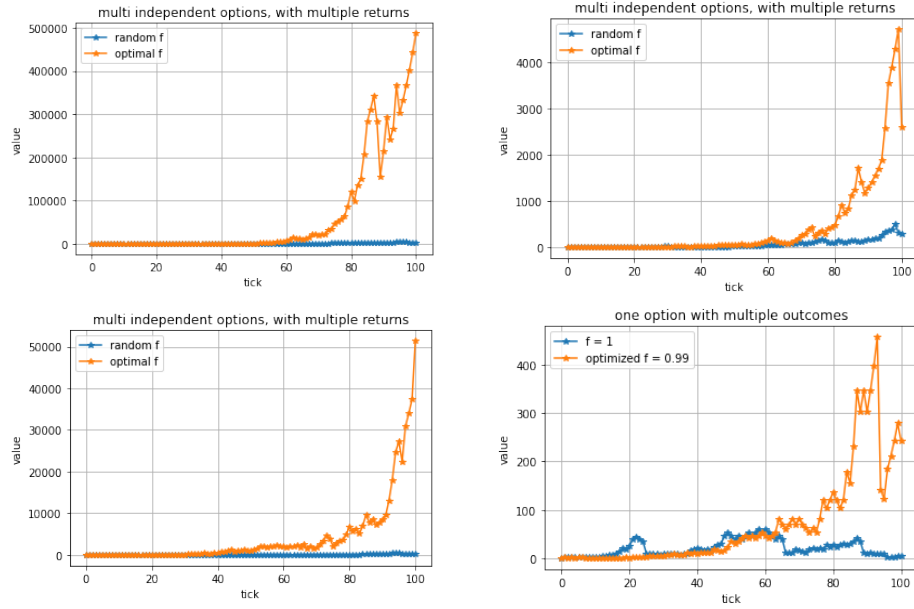 multi independent options, with multiple returns
random f
optimal f
value
500000
400000
300000
200000
100000
0
0
20
40
60
80
100
tick
multi independent options, with multiple returns
random f
optimal f
value
4000
3000
2000
1000
0
0
20
40
60
80
100
tick
multi independent options, with multiple returns
random f
optimal f
value
50000
40000
30000
20000
10000
0
0
20
40
60
80
100
tick
one option with multiple outcomes
f = 1
optimized f = 0.99
value
400
300
200
100
0
0
20
40
60
80
100
tick